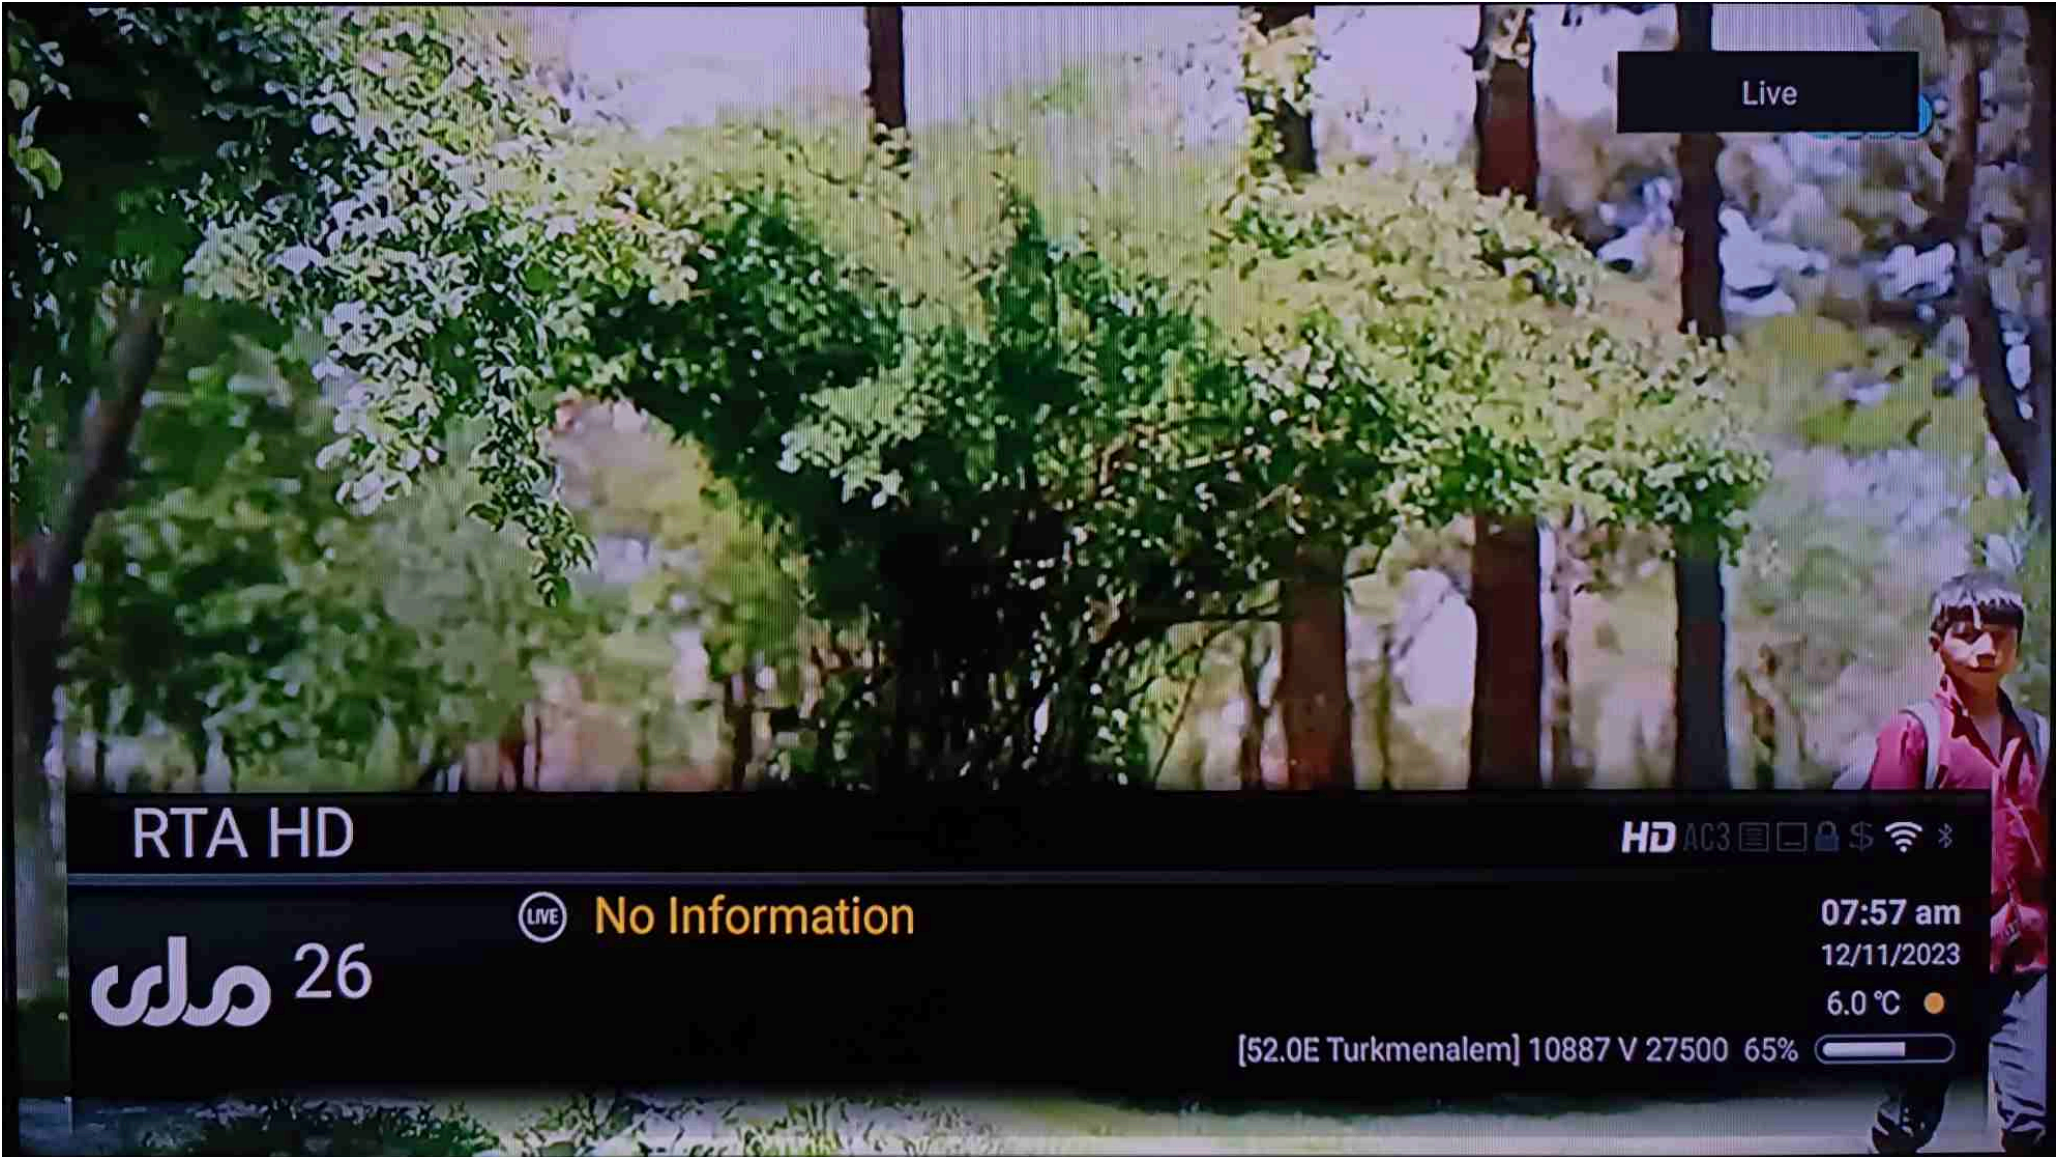 Live
RTA HD
HD AC3 $
LIVE No Information
07:57 am
ملی 26
12/11/2023
6.0 °C
[52.0E Turkmenalem] 10887 V 27500 65%